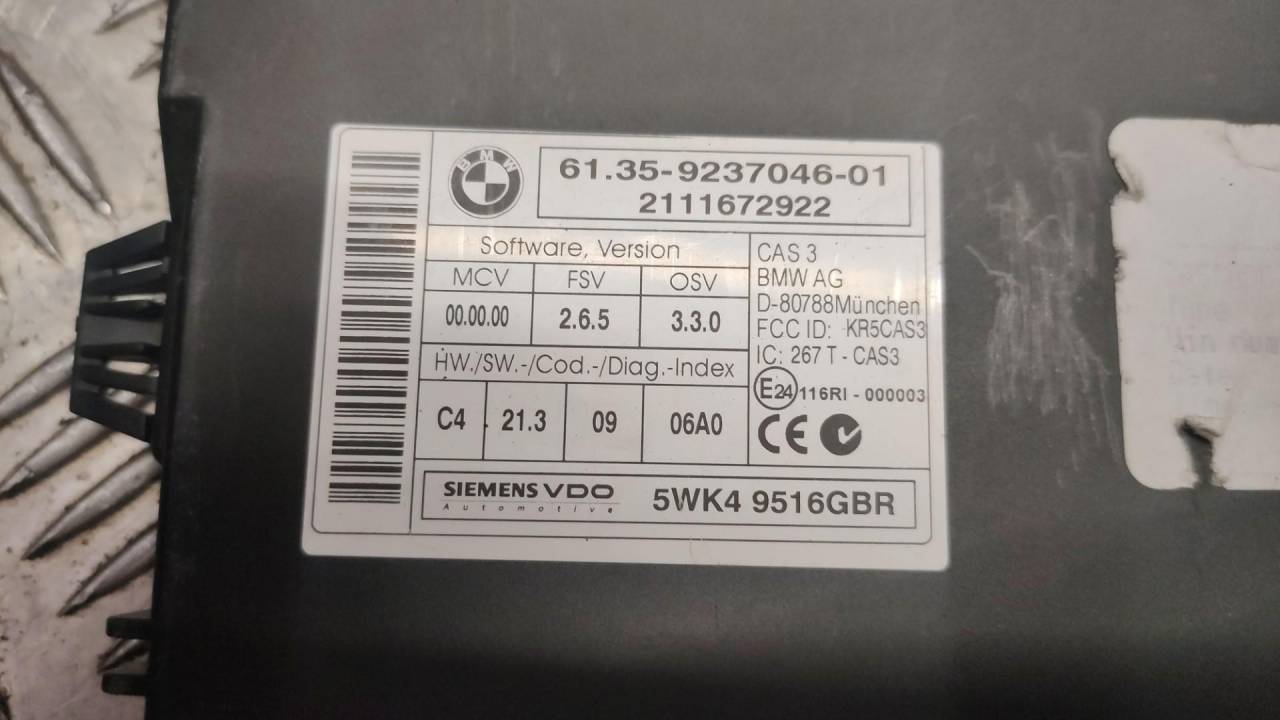 BMW
61.35-9237046-01
2111672922
Software, Version
MCV FSV OSV
00.00.00 2.6.5 3.3.0
HW./SW.-/Cod.-/Diag.-Index
C4 21.3 09 06A0
CAS 3
BMW AG
D-80788München
FCC ID: KR5CAS3
IC: 267 T - CAS3
E24 116RI - 000003
CE
SIEMENS VDO
Automotive
5WK4 9516GBR